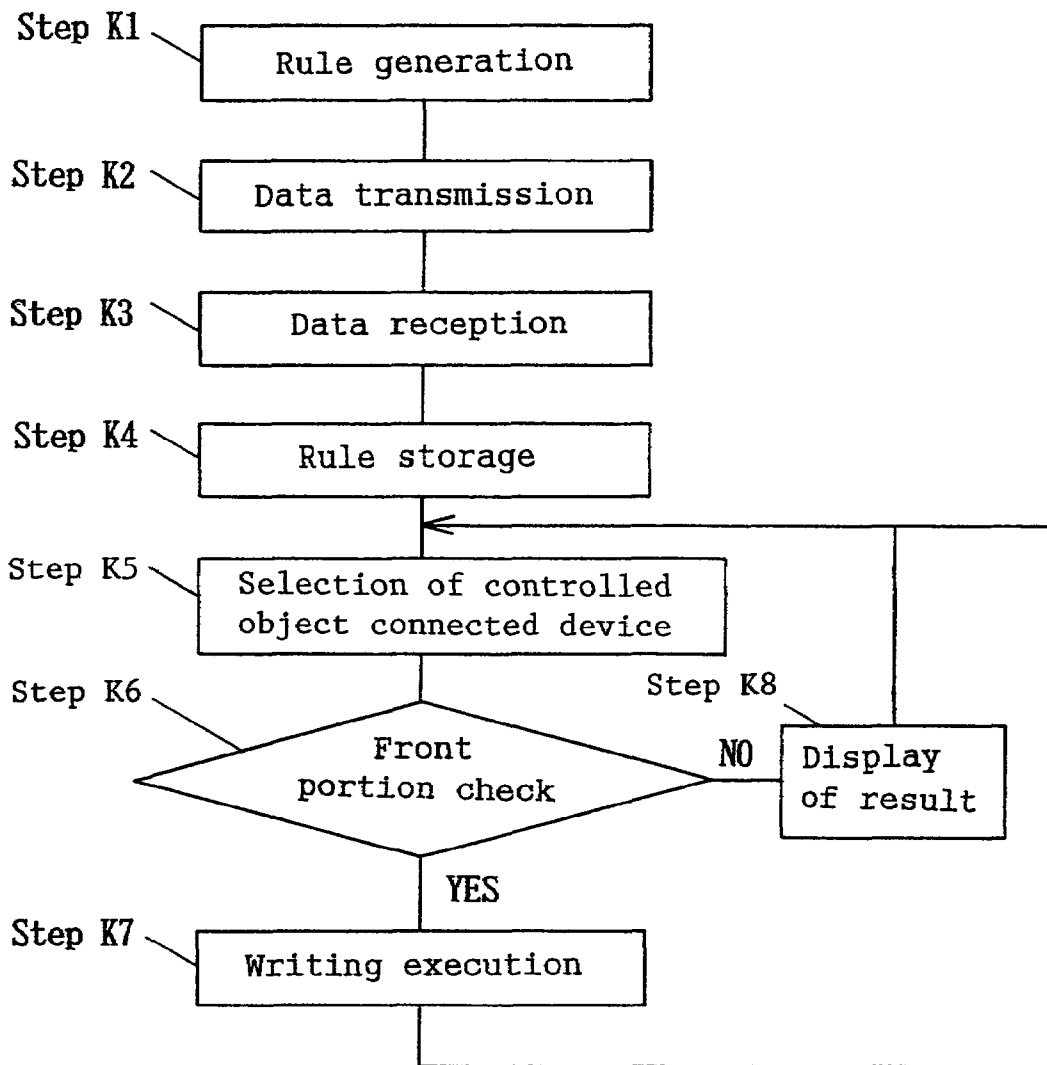 Step K1
Rule generation
Step K2
Data transmission
Step K3
Data reception
Step K4
Rule storage
Step K5
Selection of controlled
object connected device
Step K6
Front
portion check
NO
Step K8
Display
of result
YES
Step K7
Writing execution